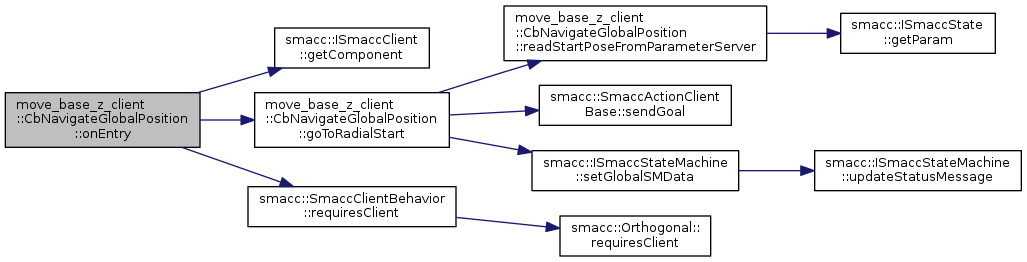 move_base_z_client
::CbNavigateGlobalPosition
::onEntry
smacc::ISmaccClient
::getComponent
move_base_z_client
::CbNavigateGlobalPosition
::goToRadialStart
smacc::SmaccClientBehavior
::requiresClient
move_base_z_client
::CbNavigateGlobalPosition
::readStartPoseFromParameterServer
smacc::SmaccActionClient
Base::sendGoal
smacc::ISmaccStateMachine
::setGlobalSMData
smacc::Orthogonal::
requiresClient
smacc::ISmaccState
::getParam
smacc::ISmaccStateMachine
::updateStatusMessage